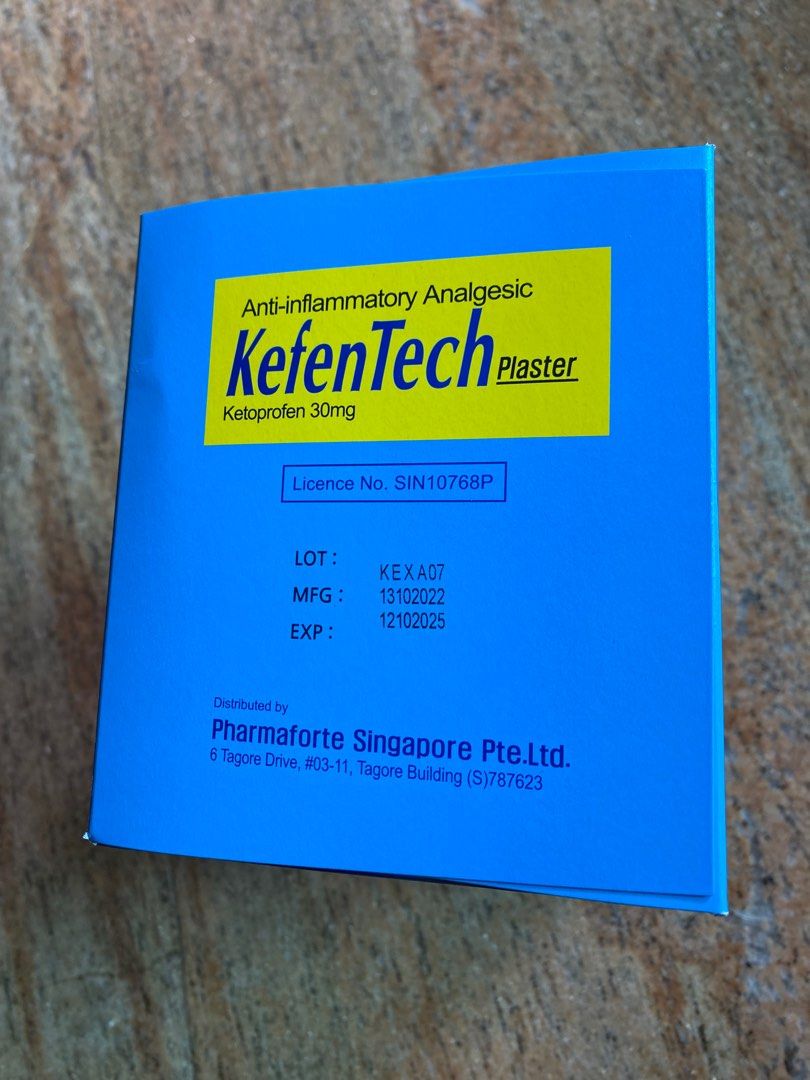 Anti-inflammatory Analgesic
KefenTech Plaster
Ketoprofen 30mg
Licence No. SIN10768P
LOT : KEXA07
MFG : 13102022
EXP : 12102025
Distributed by
Pharmaforte Singapore Pte.Ltd.
6 Tagore Drive, #03-11, Tagore Building (S)787623